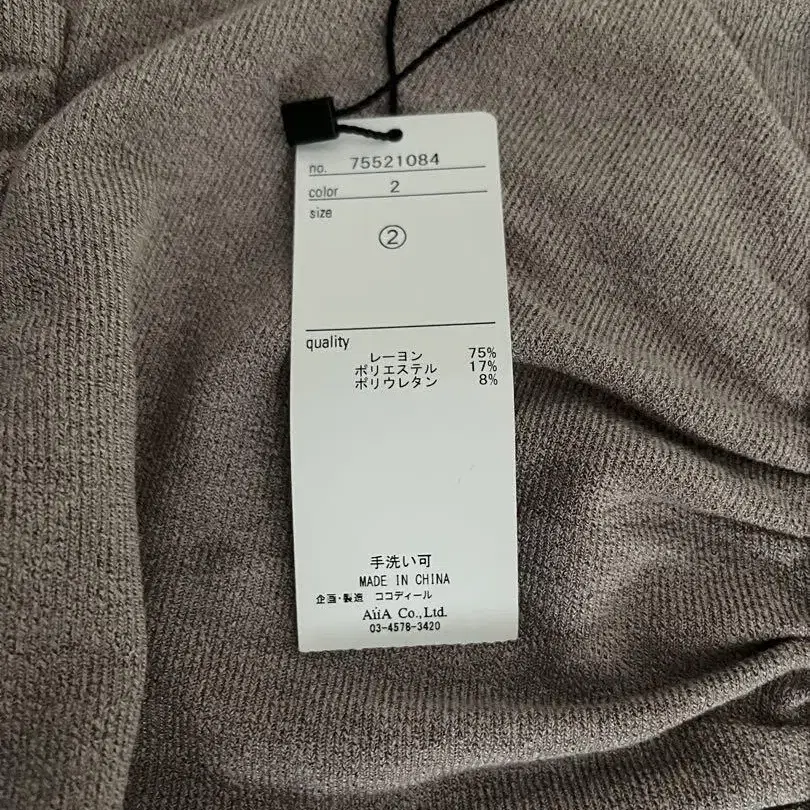 no. 75521084
color 2
size
②
quality
レーヨン 75%
ポリエステル 17%
ポリウレタン 8%
手洗い可
MADE IN CHINA
企画・製造 ココディール
AiiA Co.,Ltd.
03-4578-3420